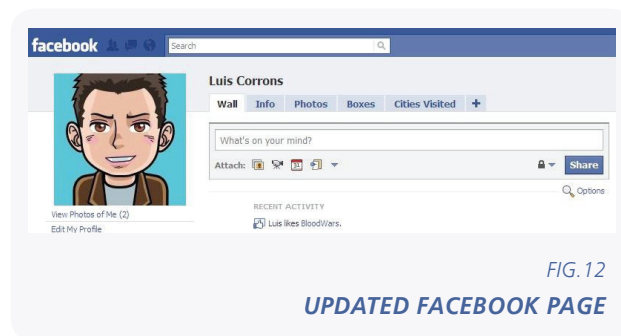 facebook
Search
Luis Corrons
Wall Info Photos Boxes Cities Visited +
What's on your mind?
Attach: 31 Share
Options
View Photos of Me (2)
Edit My Profile
RECENT ACTIVITY
Luis likes BloodWars.
FIG.12
UPDATED FACEBOOK PAGE